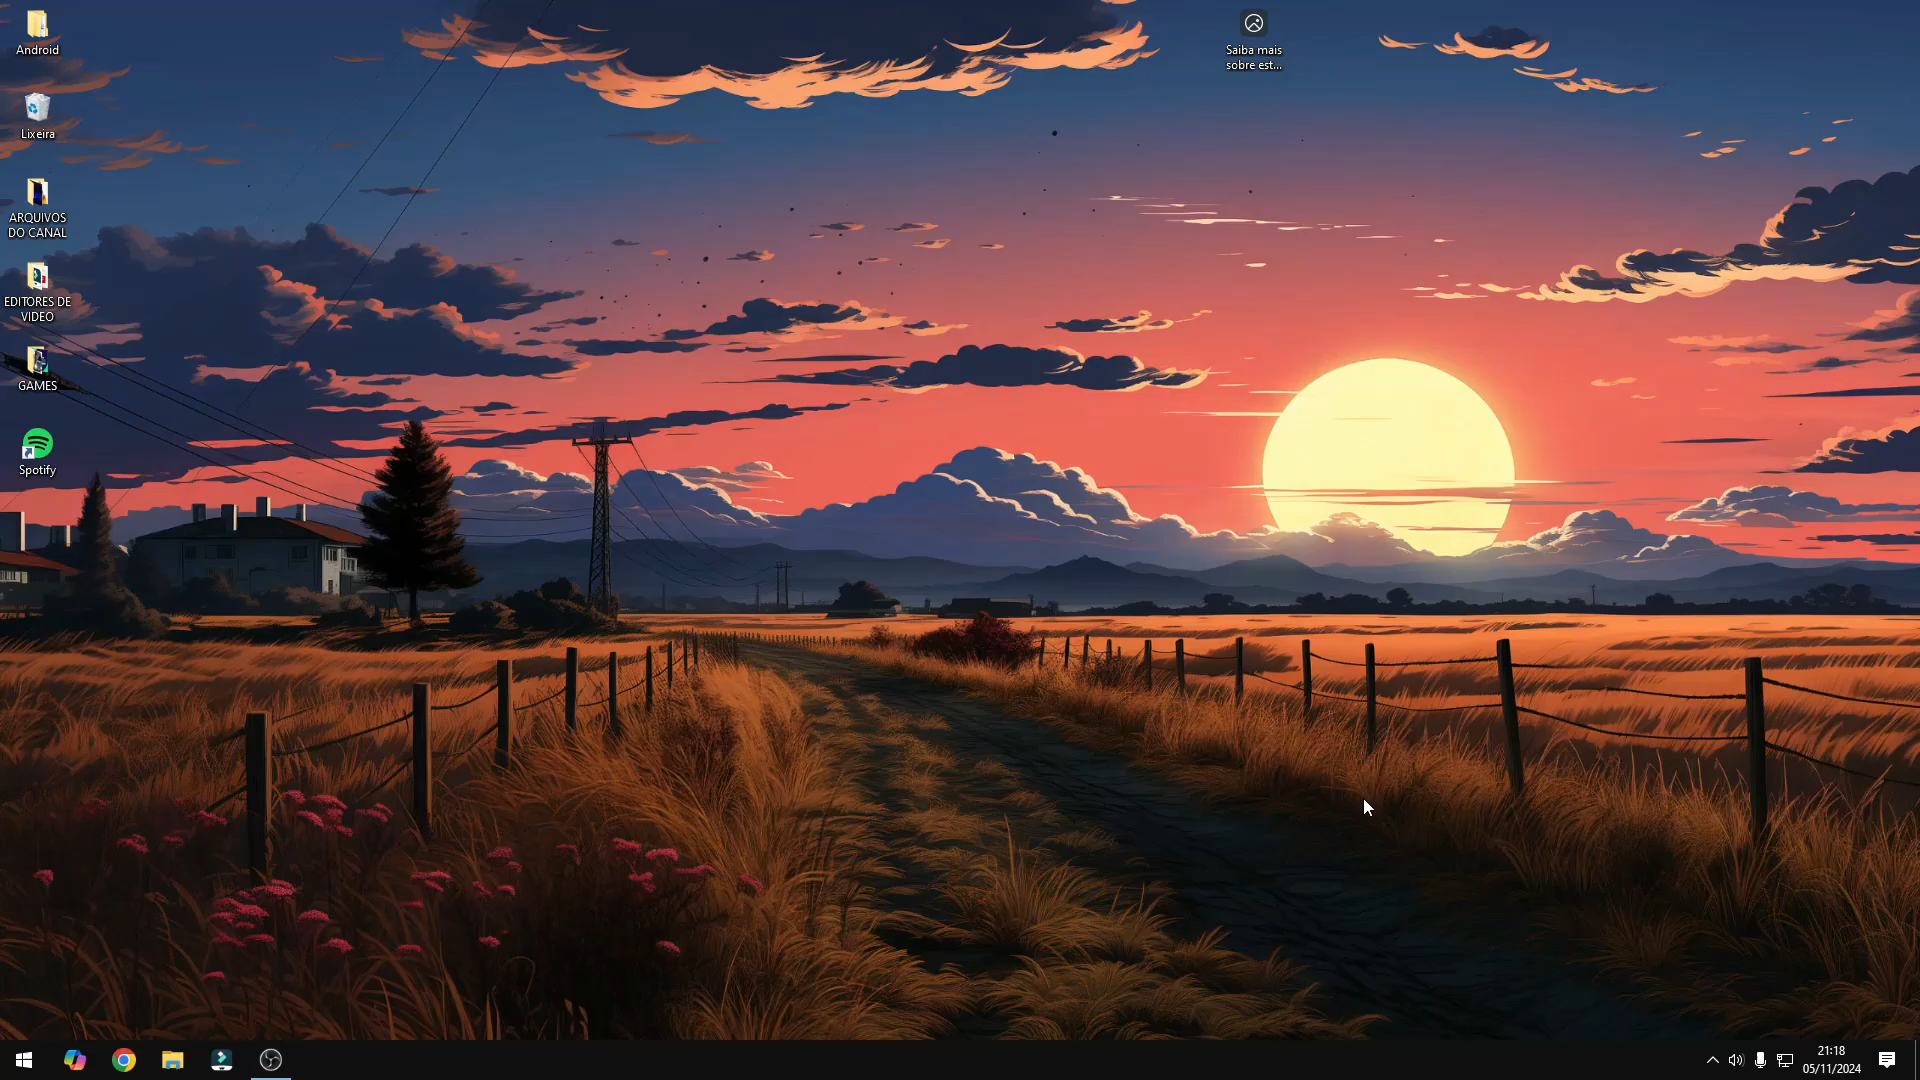 Android
Lixeira
ARQUIVOS
DO CANAL
EDITORES DE
VIDEO
GAMES
Spotify
Saiba mais
sobre est...
21:18
05/11/2024